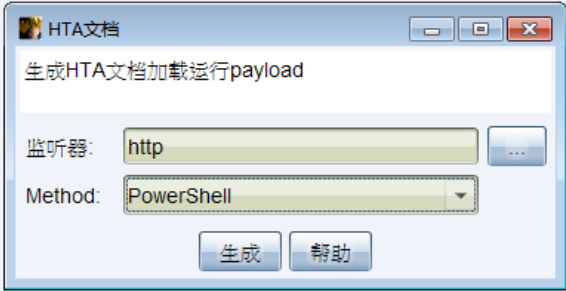 HTA文档
生成HTA文档加载运行payload
监听器: http ...
Method: PowerShell
生成 帮助